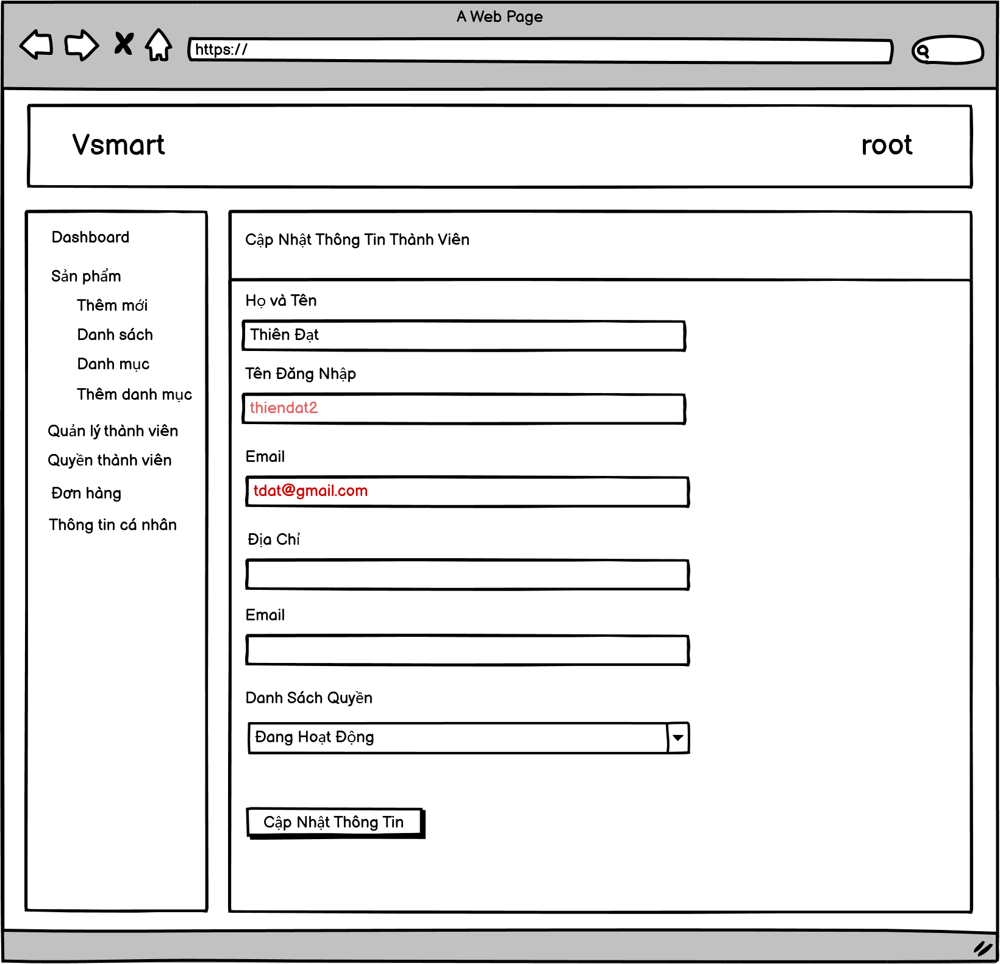 A Web Page
https://
Vsmart
root
Dashboard
Sản phẩm
Thêm mới
Danh sách
Danh mục
Thêm danh mục
Quản lý thành viên
Quyền thành viên
Đơn hàng
Thông tin cá nhân
Cập Nhật Thông Tin Thành Viên
Họ và Tên
Thiên Đạt
Tên Đăng Nhập
thiendat2
Email
tdat@gmail.com
Địa Chỉ
Email
Danh Sách Quyền
Đang Hoạt Động
Cập Nhật Thông Tin